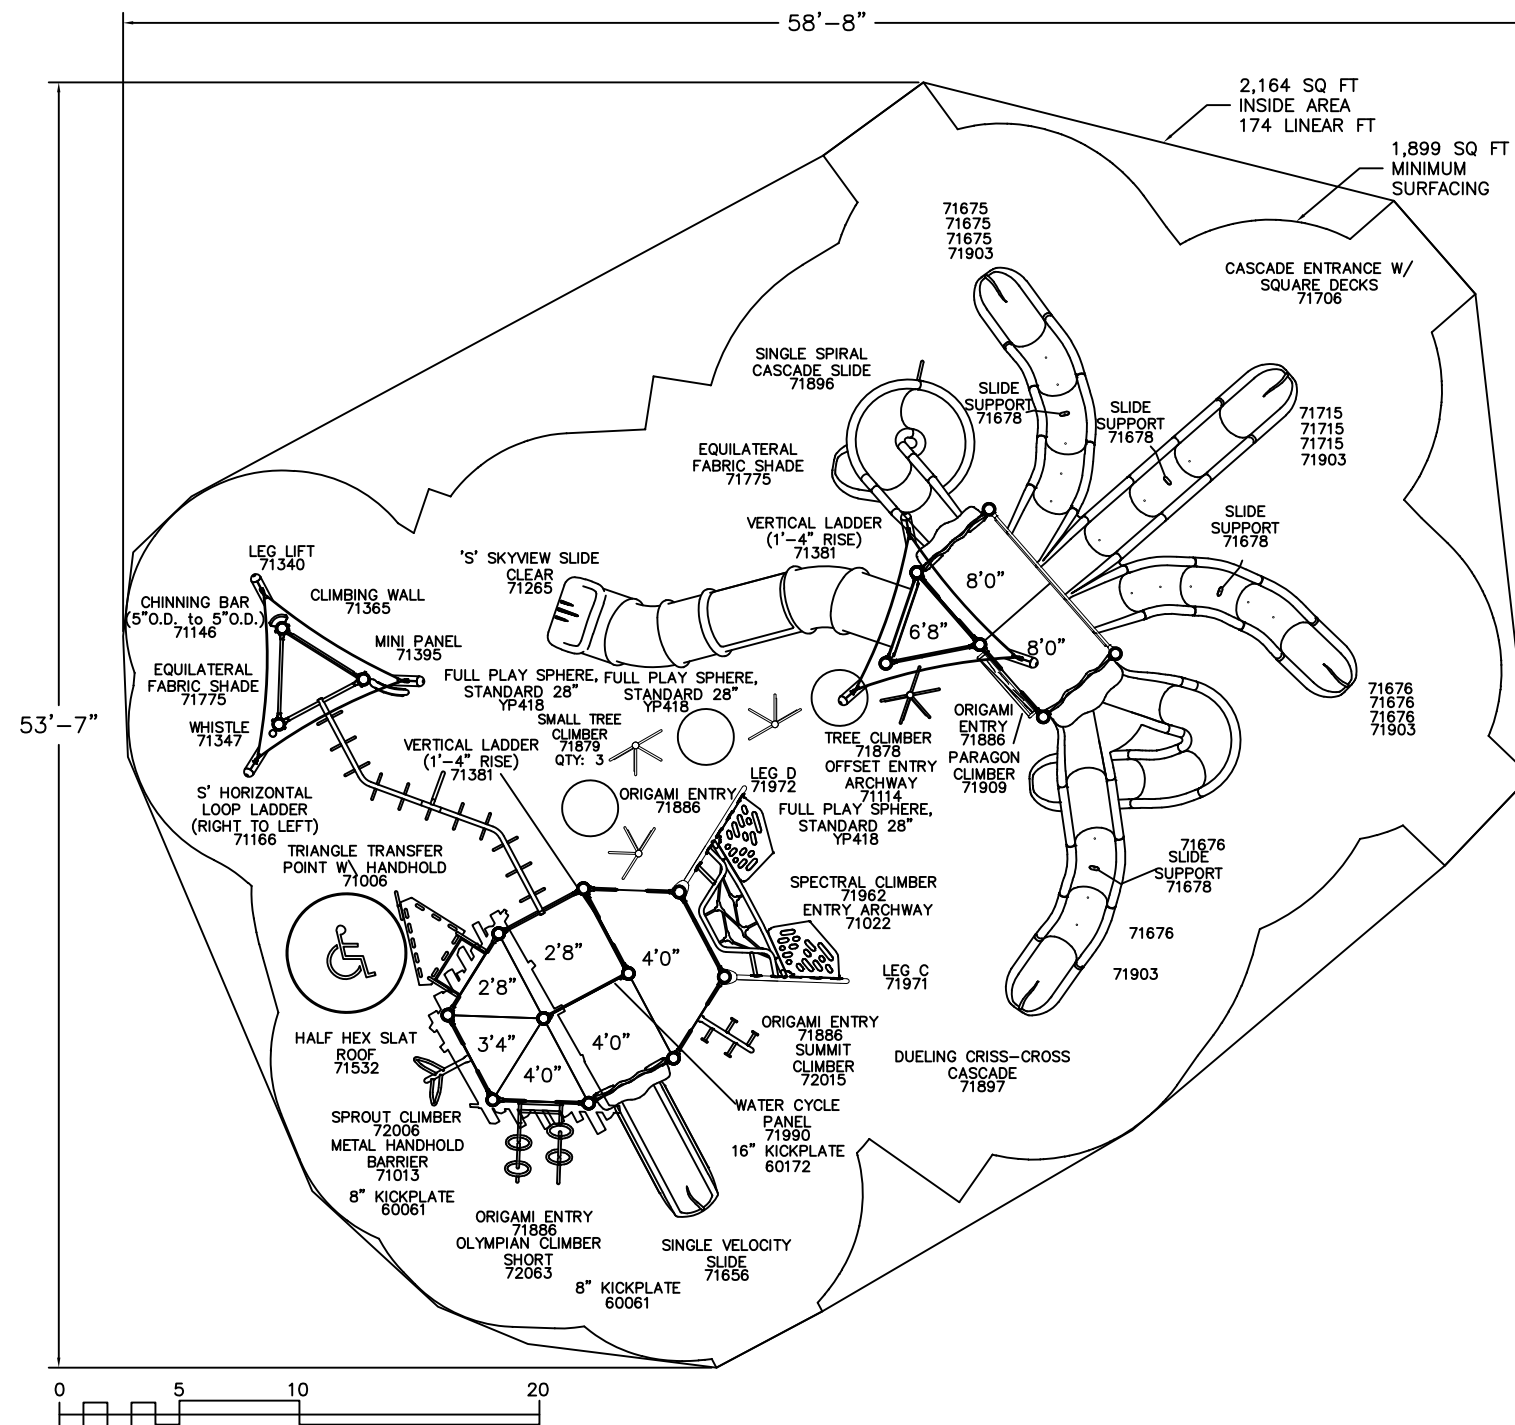 58'-8"
2,164 SQ FT
INSIDE AREA
174 LINEAR FT
1,899 SQ FT
MINIMUM
SURFACING
71675
71675
71675
71903
CASCADE ENTRANCE W/
SQUARE DECKS
71706
SINGLE SPIRAL
CASCADE SLIDE
71896
SLIDE
SUPPORT
71678
SLIDE
SUPPORT
71678
71715
71715
71715
71903
EQUILATERAL
FABRIC SHADE
71775
SLIDE
SUPPORT
71678
VERTICAL LADDER
(1'-4" RISE)
71381
'S' SKYVIEW SLIDE
CLEAR
71265
LEG LIFT
71340
CLIMBING WALL
71365
CHINNING BAR
(5"O.D. to 5"O.D.)
71146
MINI PANEL
71395
EQUILATERAL
FABRIC SHADE
71775
WHISTLE
71347
53'-7"
8'0"
6'8"
8'0"
FULL PLAY SPHERE,
STANDARD 28"
YP418
FULL PLAY SPHERE,
STANDARD 28"
YP418
SMALL TREE
CLIMBER
71879
QTY: 3
VERTICAL LADDER
(1'-4" RISE)
71381
71676
71676
71676
71903
ORIGAMI
ENTRY
71886
PARAGON
CLIMBER
71909
TREE CLIMBER
71878
OFFSET ENTRY
ARCHWAY
71114
FULL PLAY SPHERE,
STANDARD 28"
YP418
LEG D
71972
ORIGAMI ENTRY
71886
S' HORIZONTAL
LOOP LADDER
(RIGHT TO LEFT)
71166
TRIANGLE TRANSFER
POINT W\ HANDHOLD
71006
71676
SLIDE
SUPPORT
71678
SPECTRAL CLIMBER
71962
ENTRY ARCHWAY
71022
71676
71903
LEG C
71971
2'8"
4'0"
2'8"
3'4"
4'0"
4'0"
HALF HEX SLAT
ROOF
71532
ORIGAMI ENTRY
71886
SUMMIT
CLIMBER
72015
DUELING CRISS-CROSS
CASCADE
71897
WATER CYCLE
PANEL
71990
16" KICKPLATE
60172
SPROUT CLIMBER
72006
METAL HANDHOLD
BARRIER
71013
8" KICKPLATE
60061
ORIGAMI ENTRY
71886
OLYMPIAN CLIMBER
SHORT
72063
SINGLE VELOCITY
SLIDE
71656
8" KICKPLATE
60061
0 5 10 20